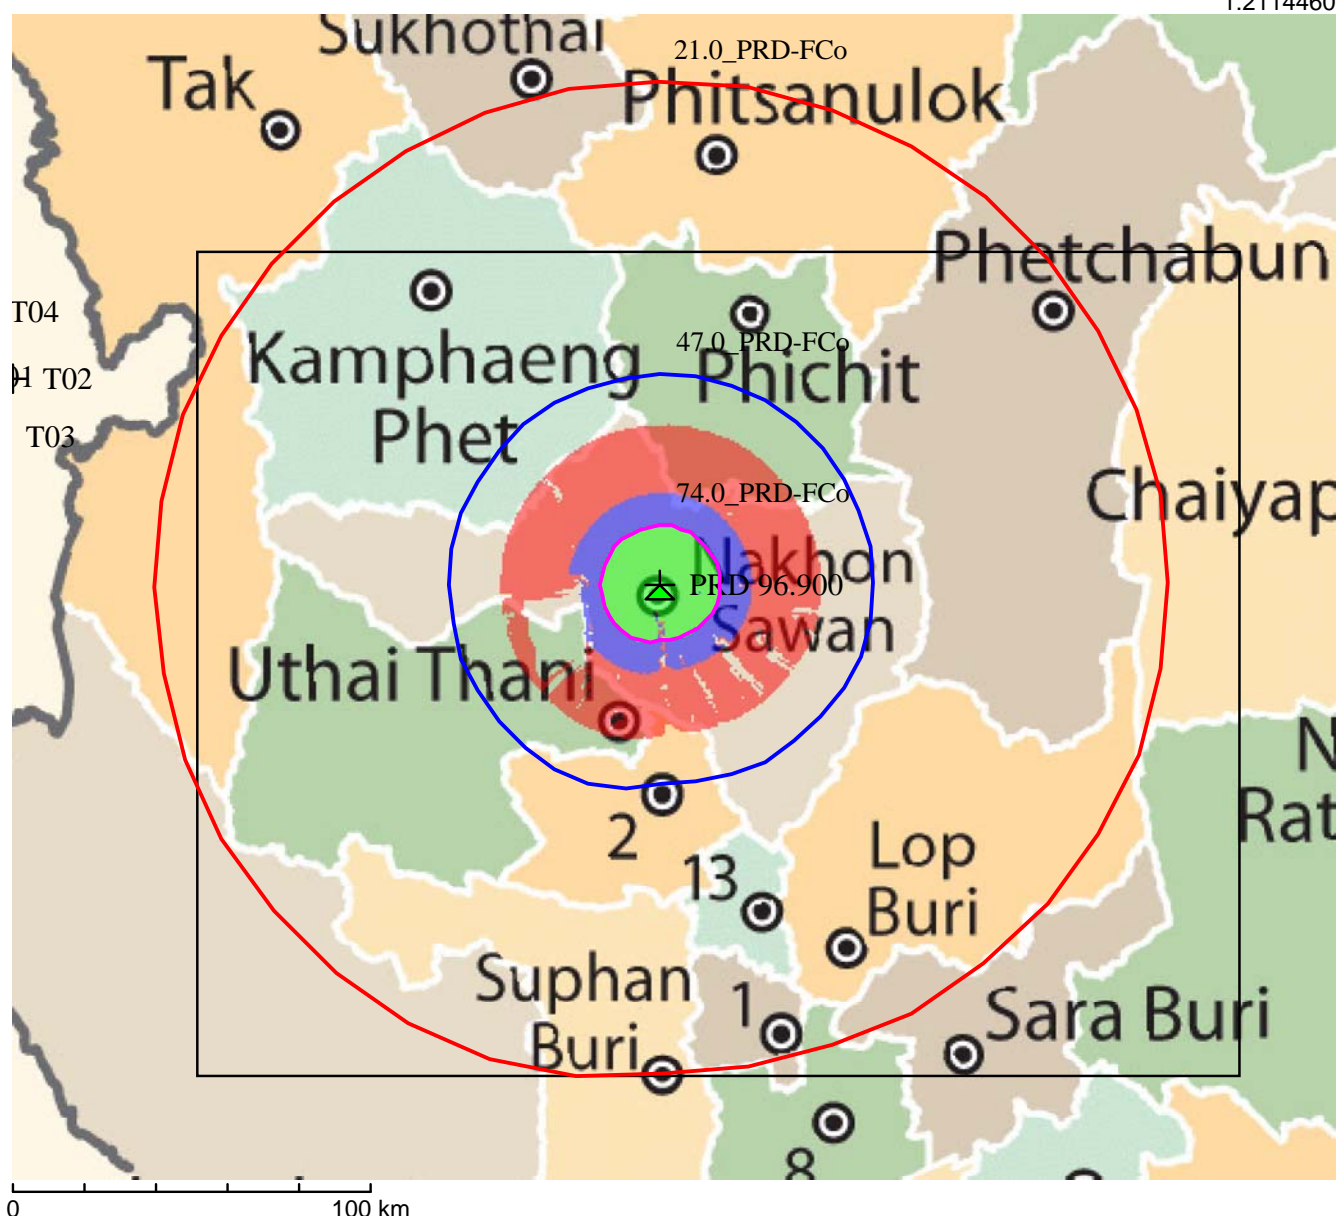 1.2114460
Sukhothai
21.0_PRD-FCo
Tak
Phitsanulok
Phetchabun
T04
47.0_PRD-FCo
Kamphaeng
Phet
Phichit
T02
T03
74.0_PRD-FCo
Chaiyap
Nakhon
Sawan
PRD 96.900
Uthai Thani
N
Rat
2
13
Lop
Buri
Suphan
Buri
1
Sara Buri
8
0
100 km